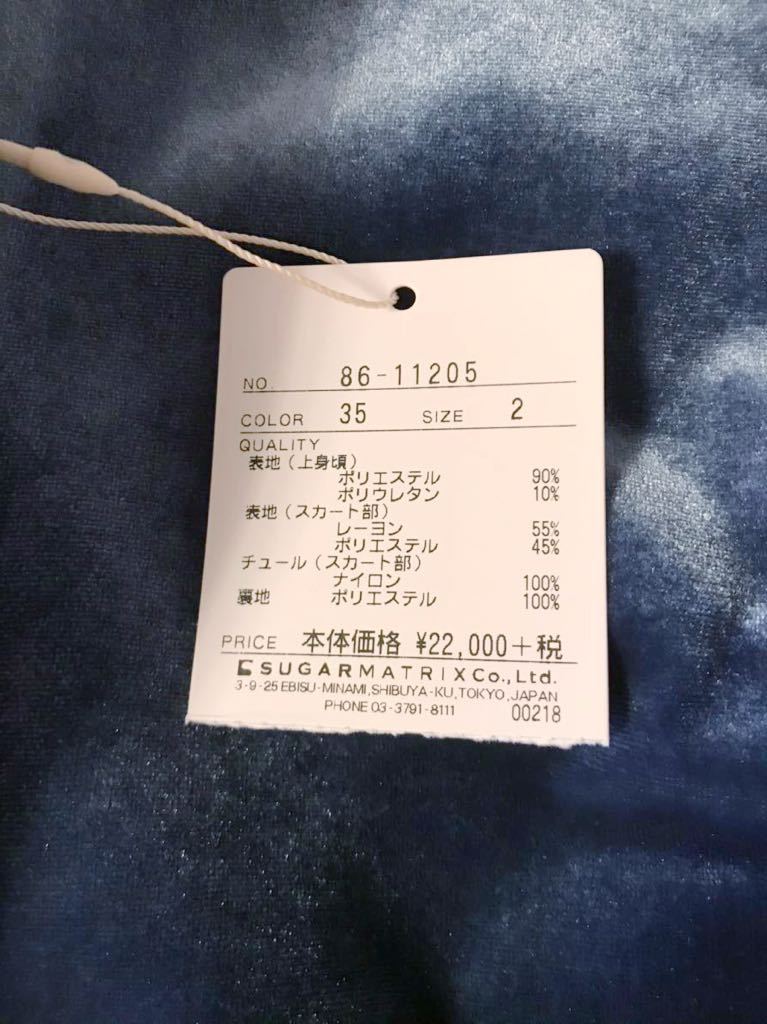 NO. 86-11205
COLOR 35 SIZE 2
QUALITY
表地（上身頃）
ポリエステル 90%
ポリウレタン 10%
表地（スカート部）
レーヨン 55%
ポリエステル 45%
チュール（スカート部）
ナイロン 100%
裏地 ポリエステル 100%
PRICE 本体価格 ¥22,000+税
SUGARMATRIX Co., Ltd.
3-9-25 EBISU-MINAMI, SHIBUYA-KU, TOKYO, JAPAN
PHONE 03-3791-8111 00218